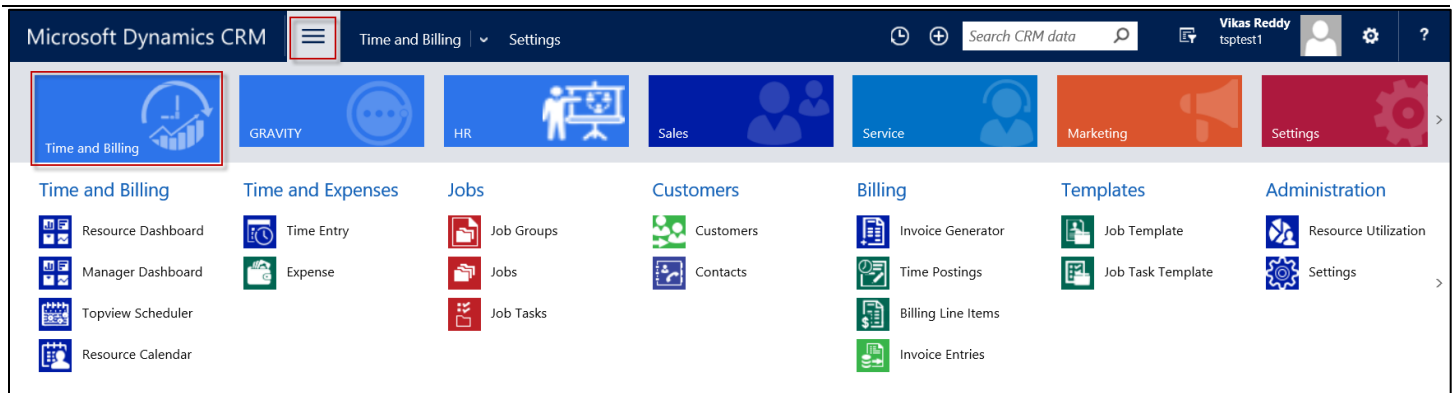 Microsoft Dynamics CRM
Time and Billing
Settings
Search CRM data
Vikas Reddy
tsptest1
?
Time and Billing
GRAVITY
HR
Sales
Service
Marketing
Settings
Time and Billing
Resource Dashboard
Manager Dashboard
Topview Scheduler
Resource Calendar
Time and Expenses
Time Entry
Expense
Jobs
Job Groups
Jobs
Job Tasks
Customers
Customers
Contacts
Billing
Invoice Generator
Time Postings
Billing Line Items
Invoice Entries
Templates
Job Template
Job Task Template
Administration
Resource Utilization
Settings